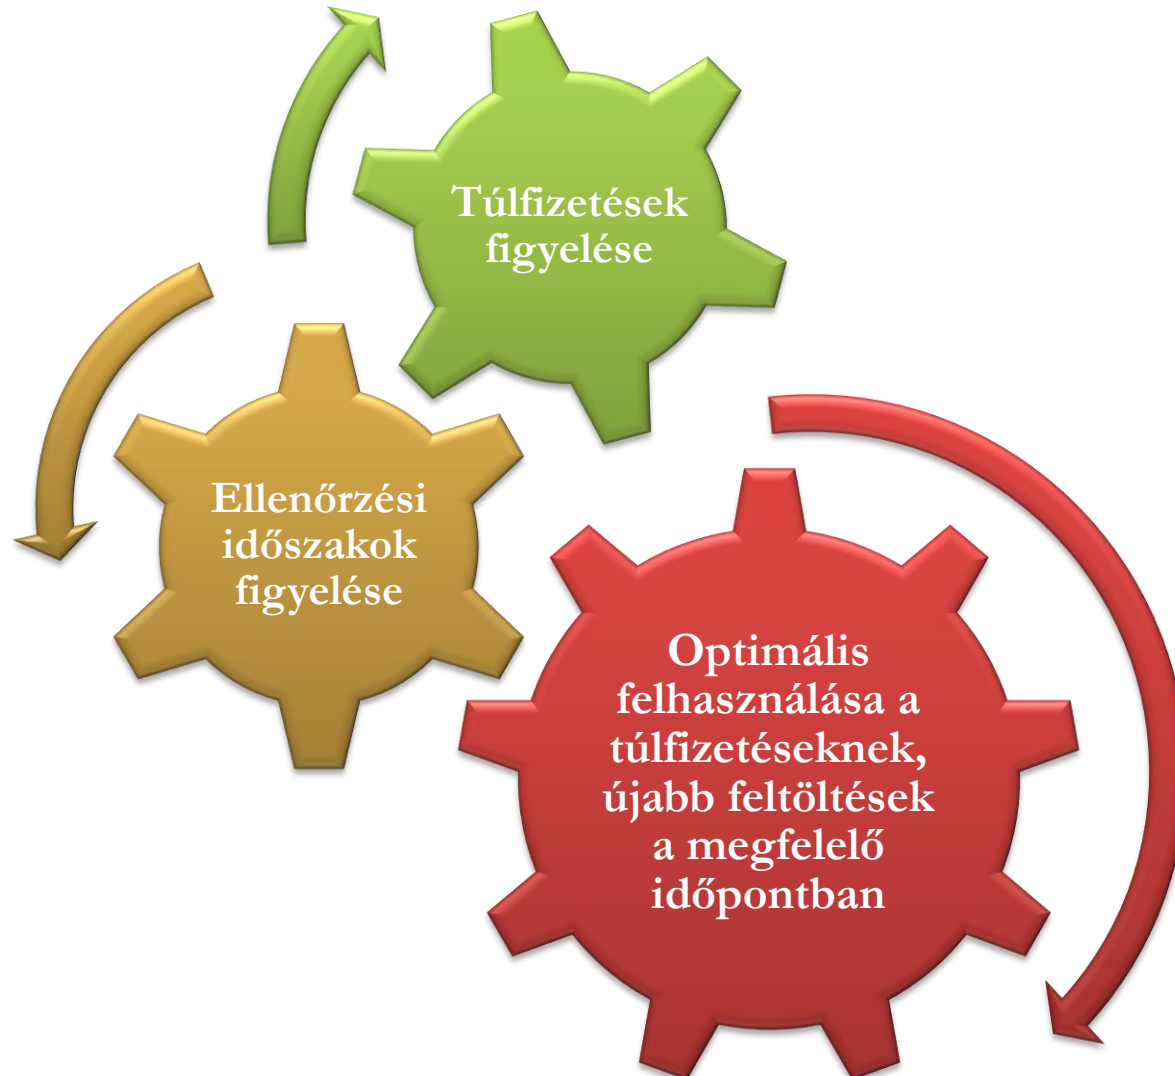 Túlfizetések
figyelése
Ellenőrzési
időszakok
figyelése
Optimális
felhasználása a
túlfizetéseknek,
újabb feltöltések
a megfelelő
időpontban